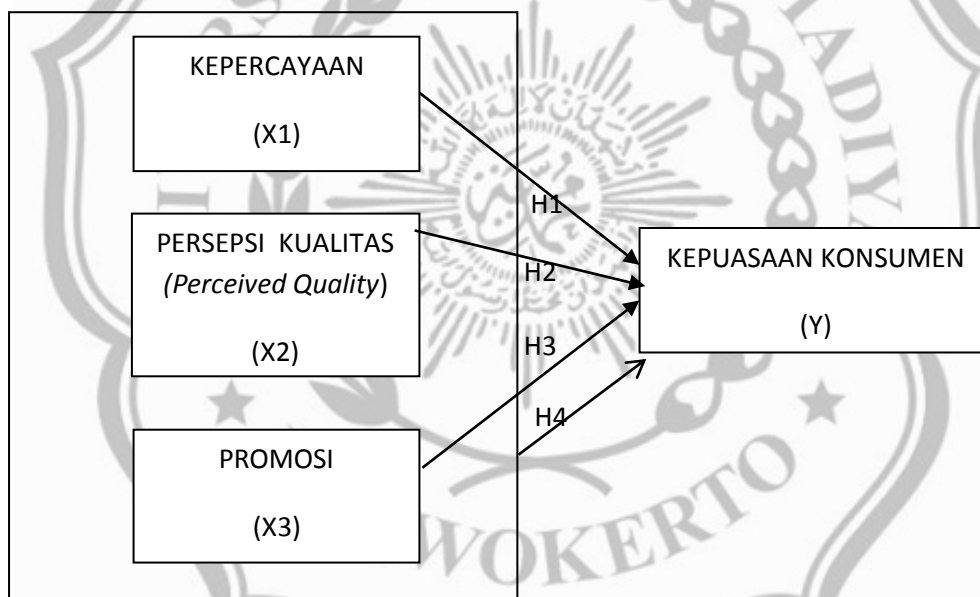 KEPERCAYAAN
(X1)
PERSEPSI KUALITAS
(Perceived Quality)
(X2)
PROMOSI
(X3)
H1
H2
H3
H4
KEPUASAAN KONSUMEN
(Y)
WOKERTO